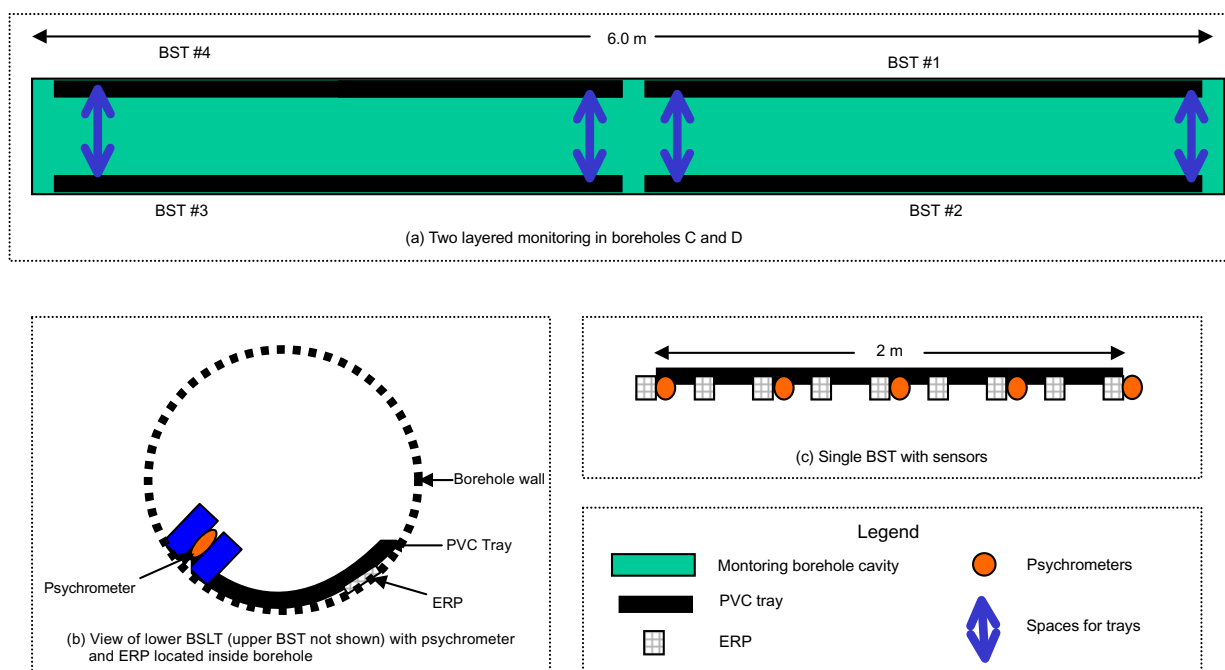 6.0 m
BST #4
BST #1
BST #3
BST #2
(a) Two layered monitoring in boreholes C and D
Borehole wall
PVC Tray
Psychrometer
ERP
(b) View of lower BSLT (upper BST not shown) with psychrometer
and ERP located inside borehole
2 m
(c) Single BST with sensors
Legend
Montoring borehole cavity
Psychrometers
PVC tray
ERP
Spaces for trays